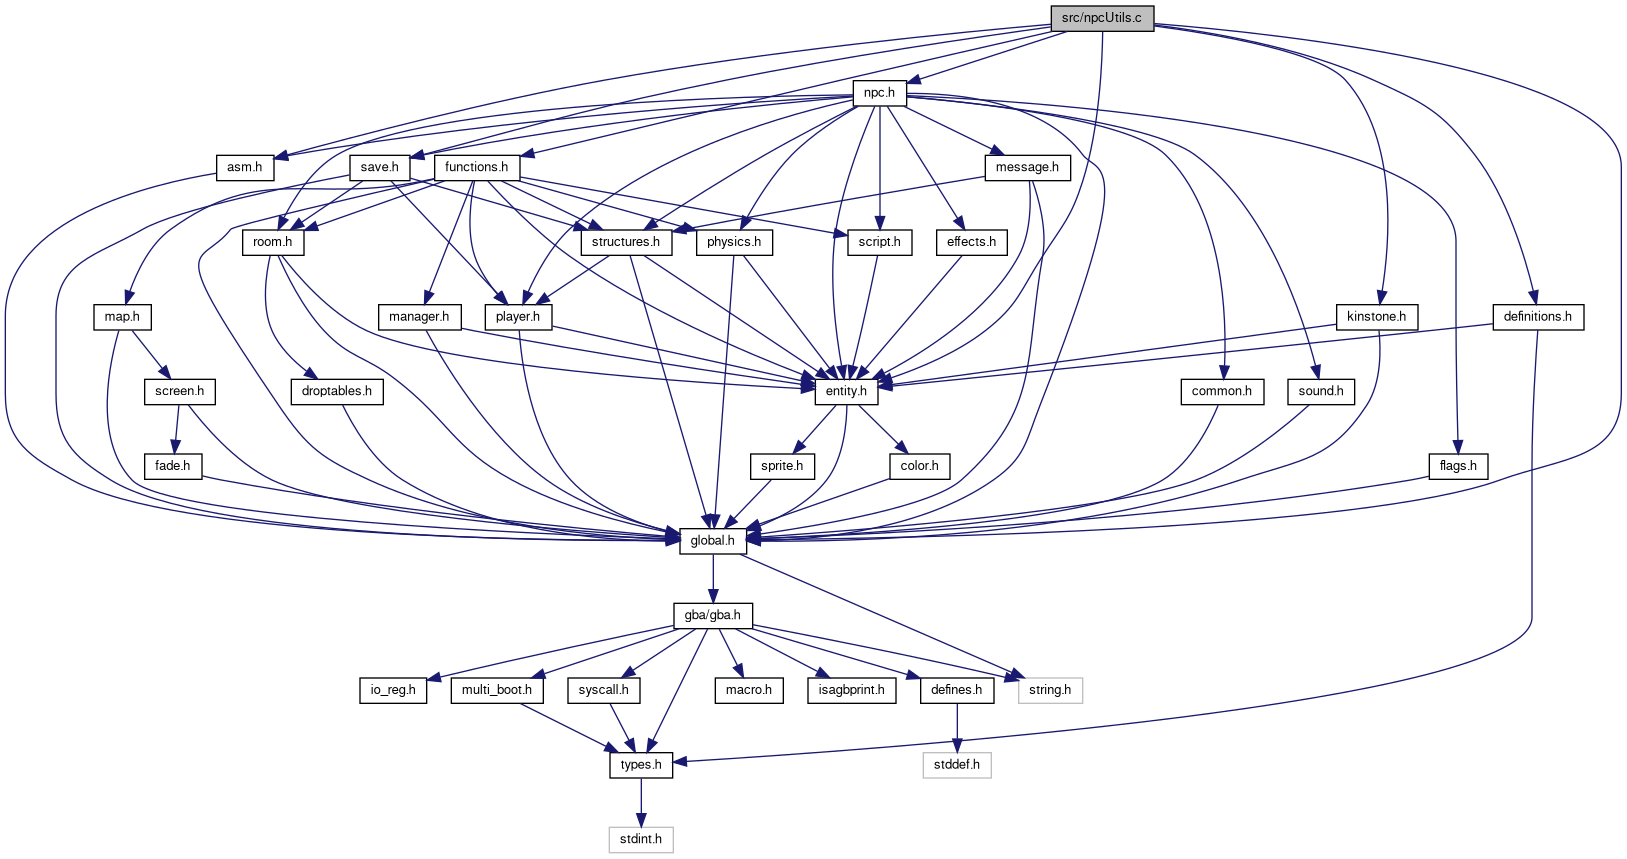 src/npcUtils.c
npc.h
asm.h
save.h
functions.h
message.h
room.h
structures.h
physics.h
script.h
effects.h
map.h
manager.h
player.h
kinstone.h
definitions.h
screen.h
droptables.h
entity.h
common.h
sound.h
fade.h
sprite.h
color.h
flags.h
global.h
gba/gba.h
io_reg.h
multi_boot.h
syscall.h
macro.h
isagbprint.h
defines.h
string.h
types.h
stddef.h
stdint.h